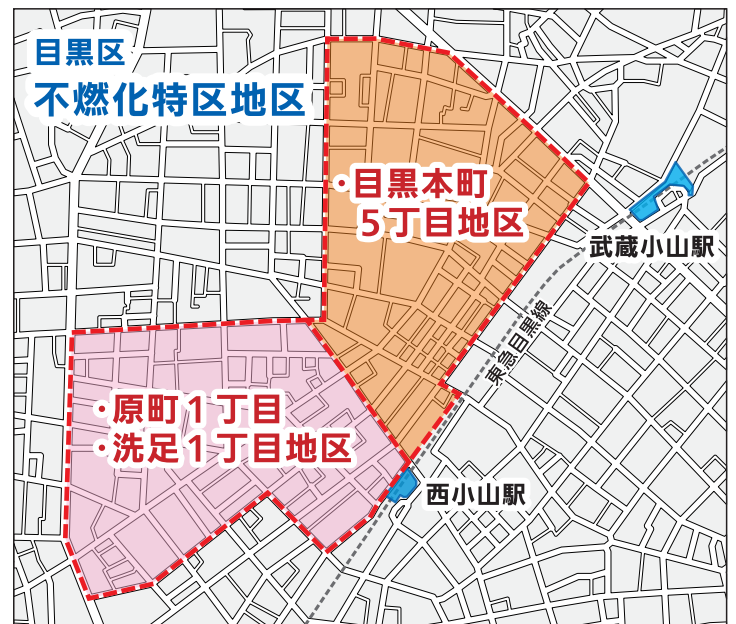 目黒区
不燃化特区地区
・目黒本町
５丁目地区
武蔵小山駅
東急目黒線
・原町１丁目
・洗足１丁目地区
西小山駅